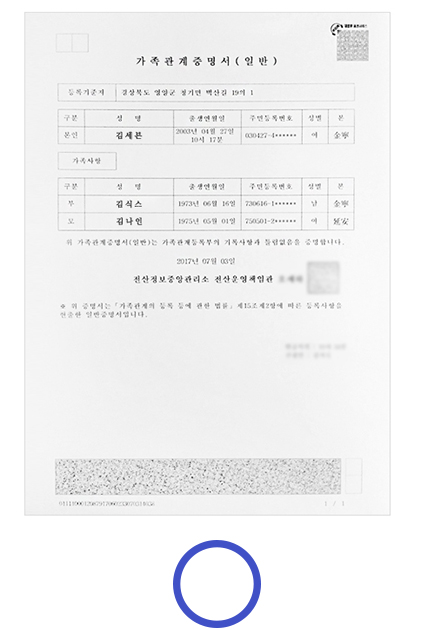 가족관계증명서(일반)
등록기준지 경상북도 영양군 청기면 백산길 19의 1
구분 성 명 출생연월일 주민등록번호 성별 본
본인 김세븐 2003년 04월 27일 10시 17분 030427-4****** 여 金寧
가족사항
구분 성 명 출생연월일 주민등록번호 성별 본
부 김식스 1973년 06월 16일 730616-1****** 남 金寧
모 김나인 1975년 05월 01일 750501-2****** 여 延安
위 가족관계증명서(일반)는 가족관계등록부의 기록사항과 틀림없음을 증명합니다.
2017년 07월 03일
전산정보중앙관리소 전산운영책임관
※ 위 증명서는 「가족관계의 등록 등에 관한 법률」 제15조제2항에 따른 등록사항을
현출한 일반증명서입니다.
1 / 1